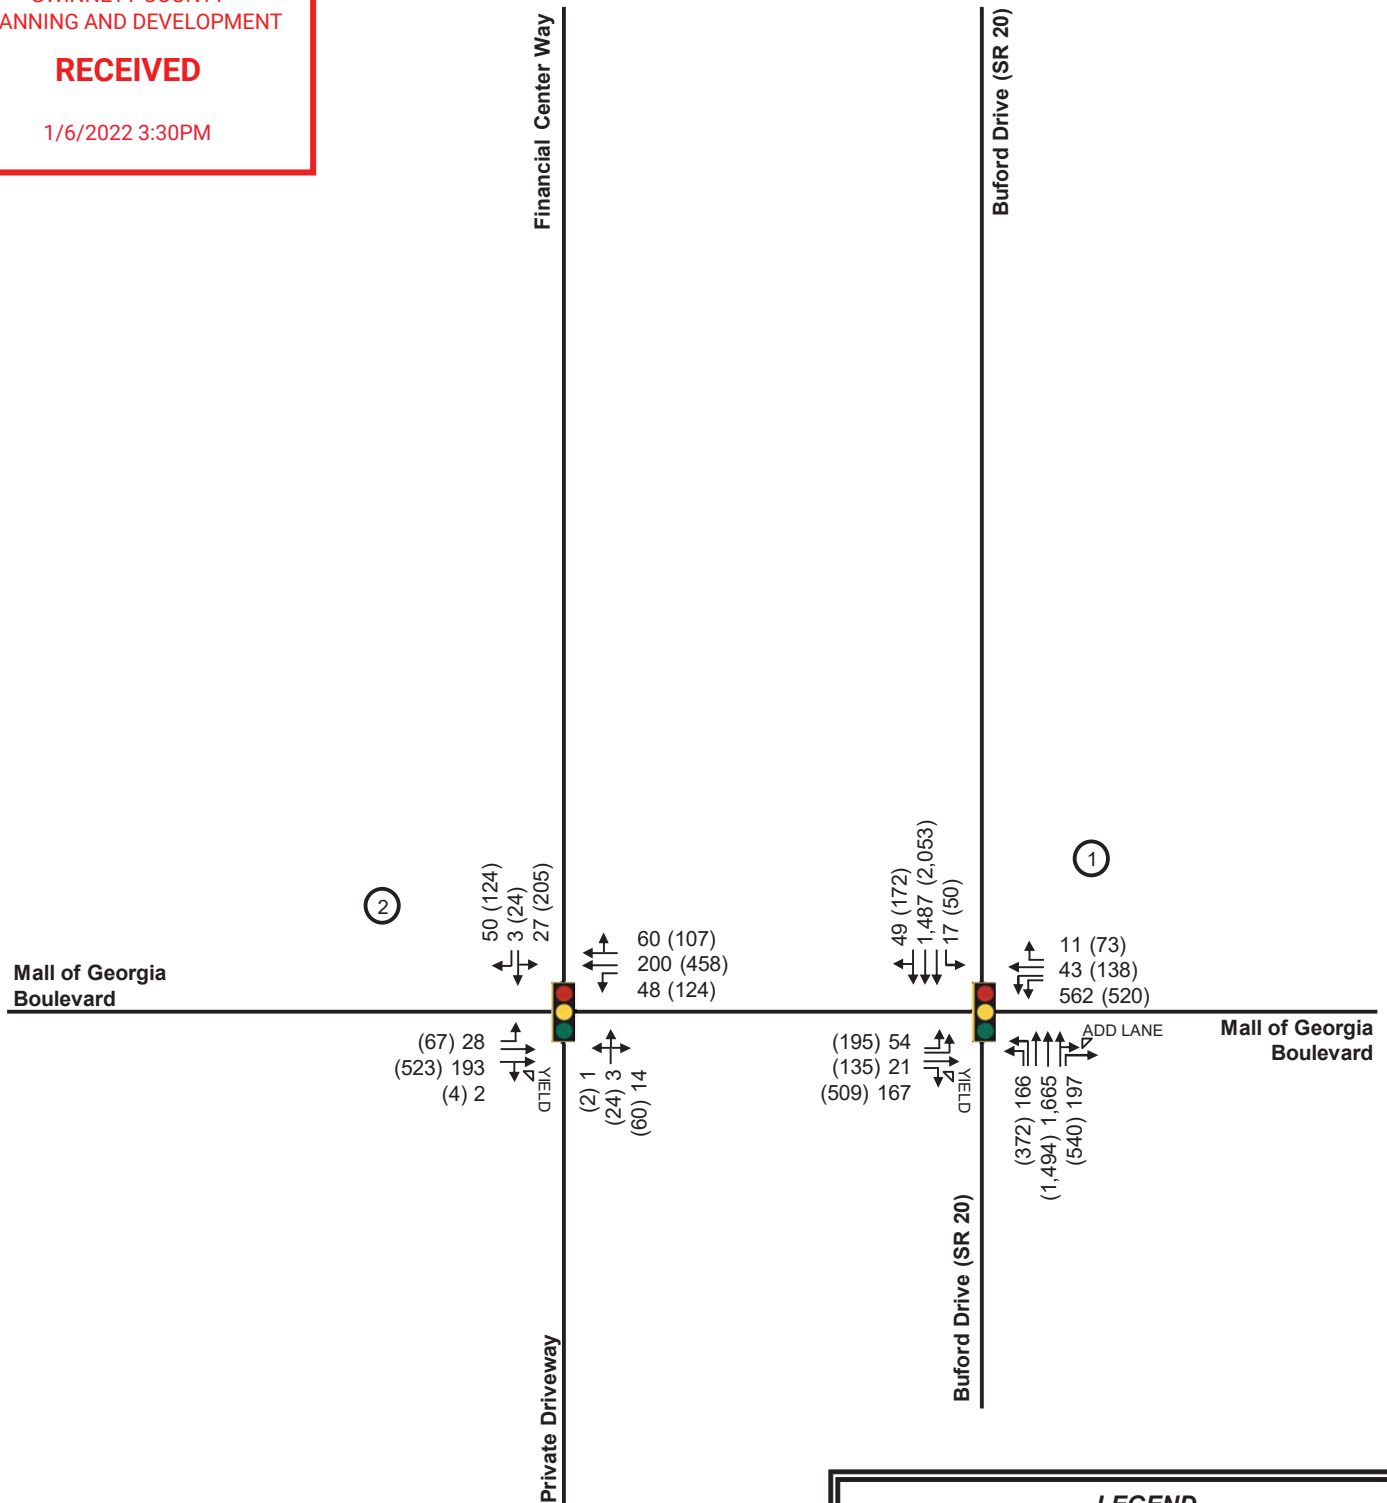 ANNING AND DEVELOPMENT
RECEIVED
1/6/2022 3:30PM
Financial Center Way
Buford Drive (SR 20)
2
1
50 (124)
3 (24)
27 (205)
49 (172)
1,487 (2,053)
17 (50)
60 (107)
200 (458)
48 (124)
11 (73)
43 (138)
562 (520)
Mall of Georgia
Boulevard
Mall of Georgia
Boulevard
(67) 28
(523) 193
(4) 2
YIELD
(2) 1
(24) 3
(60) 14
(195) 54
(135) 21
(509) 167
YIELD
(372) 166
(1,494) 1,665
(540) 197
ADD LANE
Buford Drive (SR 20)
Private Driveway
LEGEND